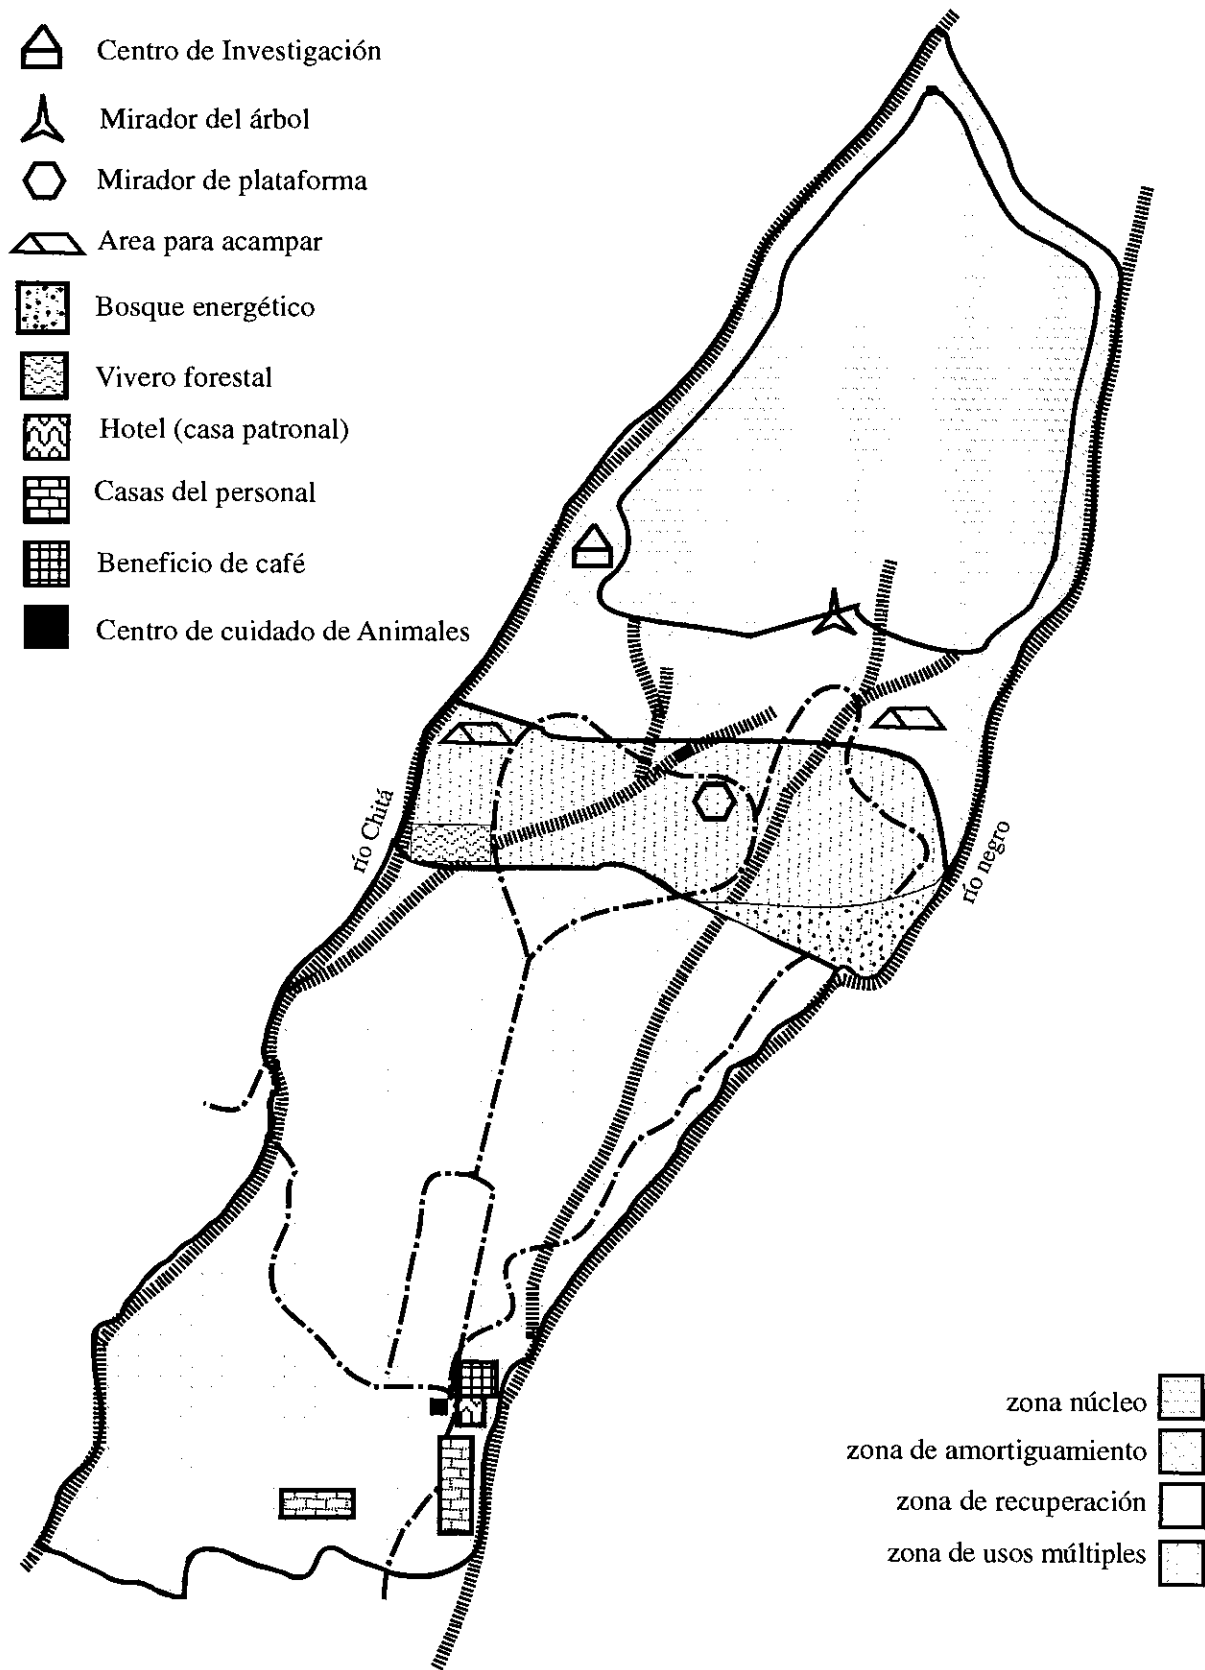 Centro de Investigación
Mirador del árbol
Mirador de plataforma
Area para acampar
Bosque energético
Vivero forestal
Hotel (casa patronal)
Casas del personal
Beneficio de café
Centro de cuidado de Animales
río Chitá
río negro
zona núcleo
zona de amortiguamiento
zona de recuperación
zona de usos múltiples